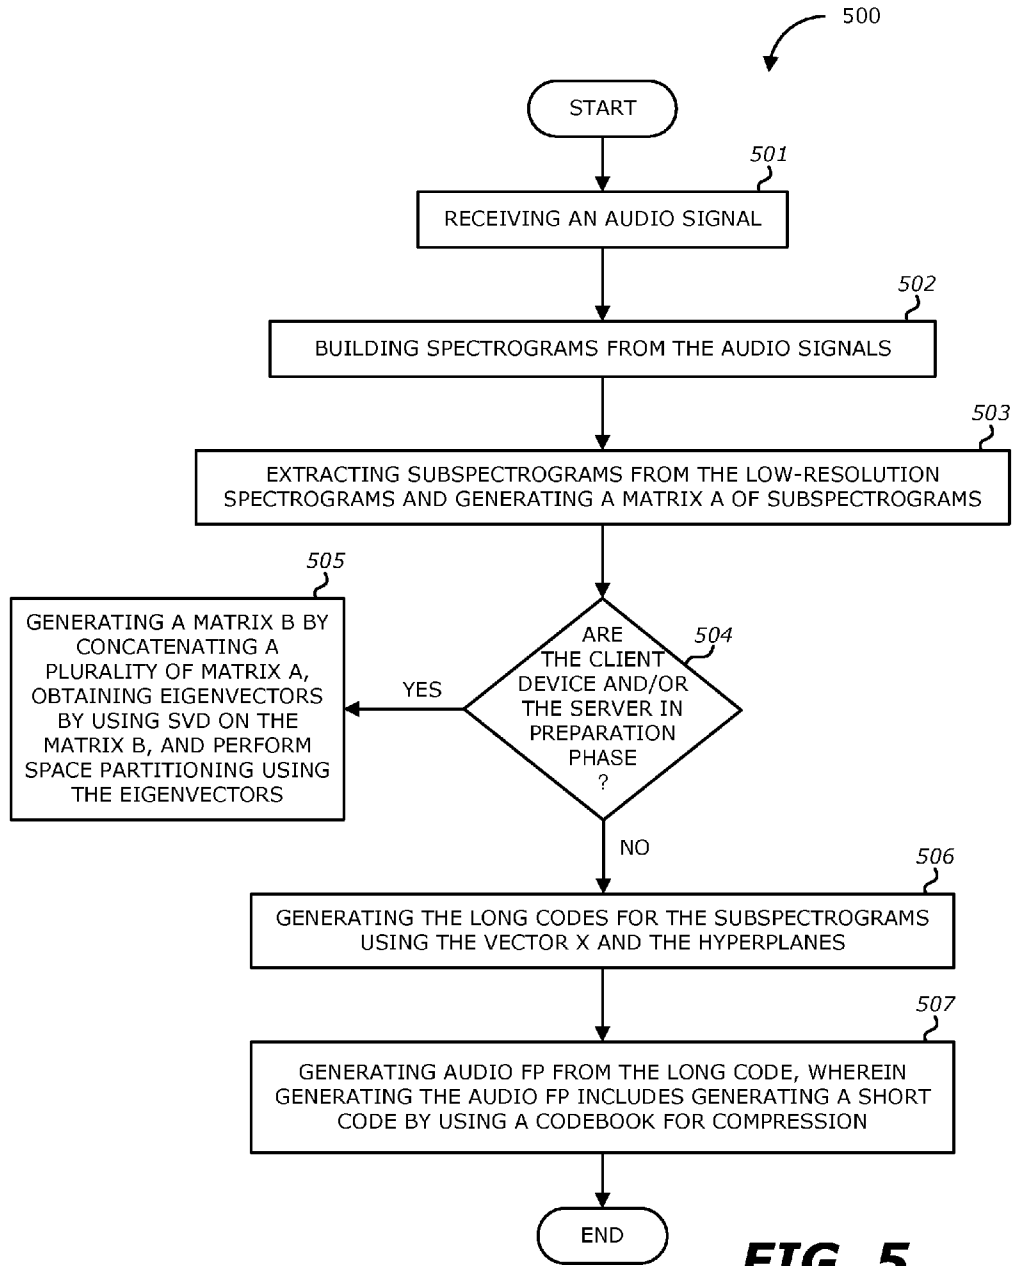 500
START
501
RECEIVING AN AUDIO SIGNAL
502
BUILDING SPECTROGRAMS FROM THE AUDIO SIGNALS
503
EXTRACTING SUBSPECTROGRAMS FROM THE LOW-RESOLUTION
SPECTROGRAMS AND GENERATING A MATRIX A OF SUBSPECTROGRAMS
504
ARE
THE CLIENT
DEVICE AND/OR
THE SERVER IN
PREPARATION
PHASE
?
YES
505
GENERATING A MATRIX B BY
CONCATENATING A
PLURALITY OF MATRIX A,
OBTAINING EIGENVECTORS
BY USING SVD ON THE
MATRIX B, AND PERFORM
SPACE PARTITIONING USING
THE EIGENVECTORS
NO
506
GENERATING THE LONG CODES FOR THE SUBSPECTROGRAMS
USING THE VECTOR X AND THE HYPERPLANES
507
GENERATING AUDIO FP FROM THE LONG CODE, WHEREIN
GENERATING THE AUDIO FP INCLUDES GENERATING A SHORT
CODE BY USING A CODEBOOK FOR COMPRESSION
END
FIG. 5